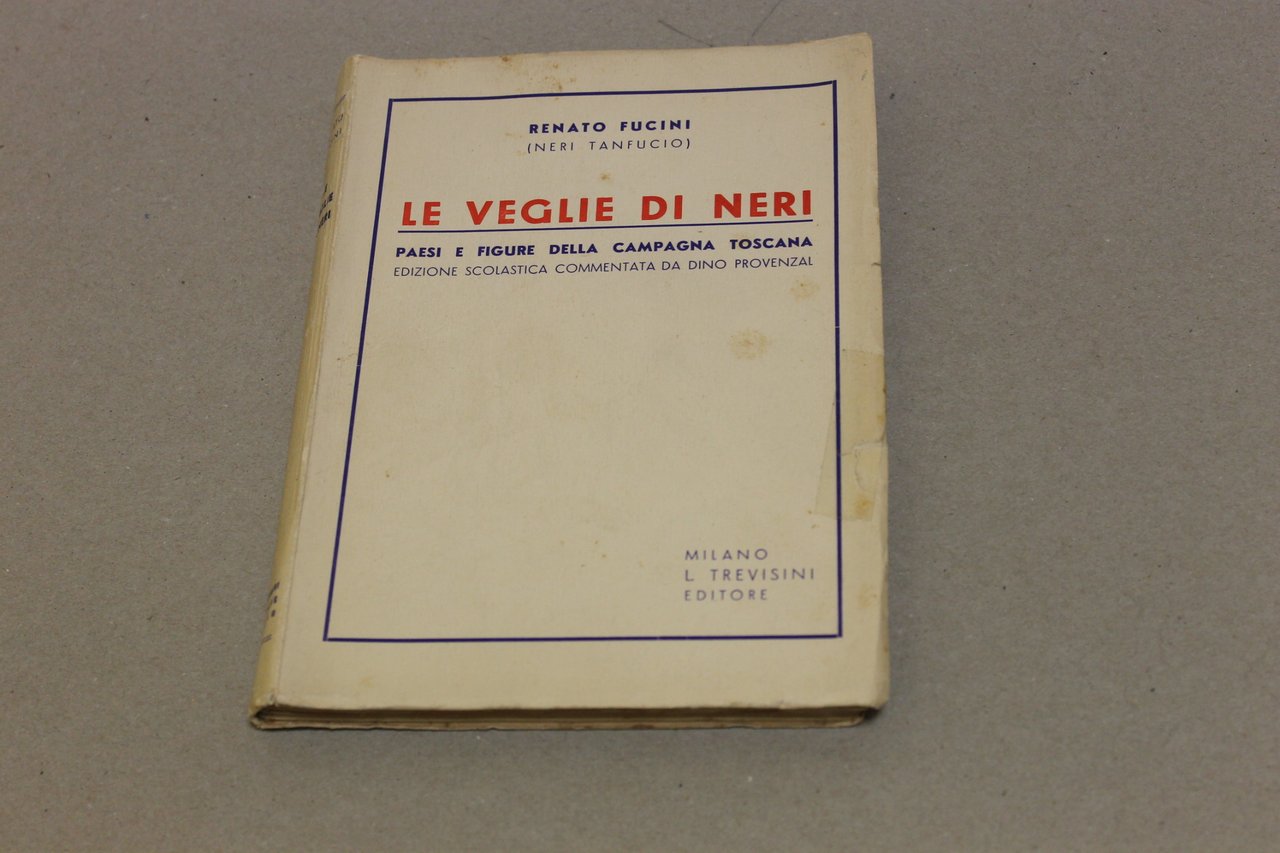 RENATO FUCINI
(NERI TANFUCIO)
LE VEGLIE DI NERI
PAESI E FIGURE DELLA CAMPAGNA TOSCANA
EDIZIONE SCOLASTICA COMMENTATA DA DINO PROVENZAL
MILANO
L. TREVISINI
EDITORE